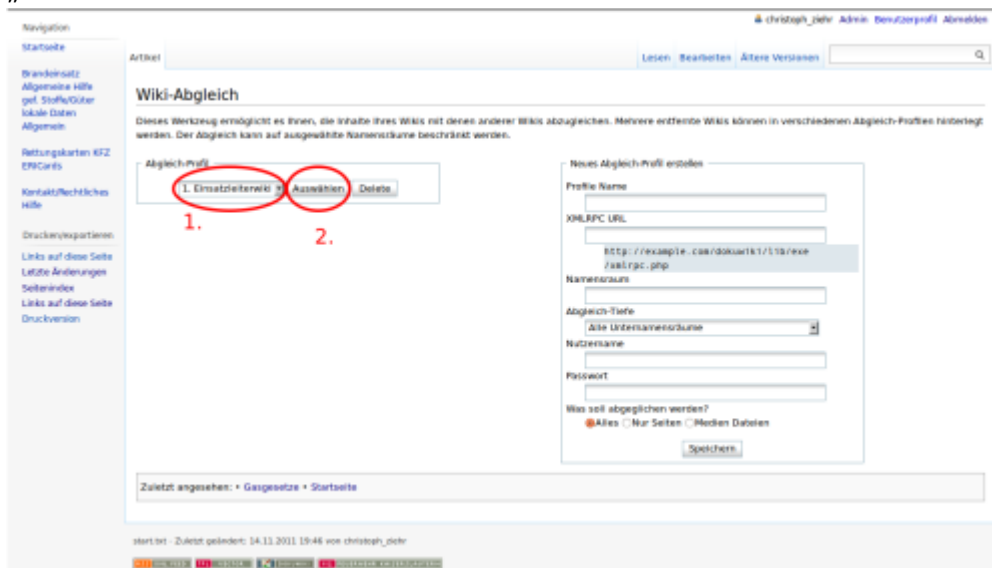 „
christoph_ziehr Admin Benutzerprofil Abmelden
Navigation
Startseite
Brandeinsatz
Allgemeine Hilfe
gef. Stoffe/Güter
lokale Daten
Allgemein
Rettungskarten KFZ
ERICards
Kontakt/Rechtliches
Hilfe
Drucken/exportieren
Links auf diese Seite
Letzte Änderungen
Seitenindex
Links auf diese Seite
Druckversion
Artikel
Lesen Bearbeiten Ältere Versionen
Wiki-Abgleich
Dieses Werkzeug ermöglicht es Ihnen, die Inhalte Ihres Wikis mit denen anderer Wikis abzugleichen. Mehrere entfernte Wikis können in verschiedenen Abgleich-Profilen hinterlegt
werden. Der Abgleich kann auf ausgewählte Namensräume beschränkt werden.
Abgleich-Profil
1. Einsatzleiterwiki Auswählen Delete
1.
2.
Neues Abgleich-Profil erstellen
Profile Name
XMLRPC URL
http://example.com/dokuwiki/lib/exe
/xmlrpc.php
Namensraum
Abgleich-Tiefe
Alle Unternamensräume
Nutzername
Passwort
Was soll abgeglichen werden?
Alles Nur Seiten Medien Dateien
Speichern
Zuletzt angesehen: • Gasgesetze • Startseite
start.txt · Zuletzt geändert: 14.11.2011 19:46 von christoph_ziehr